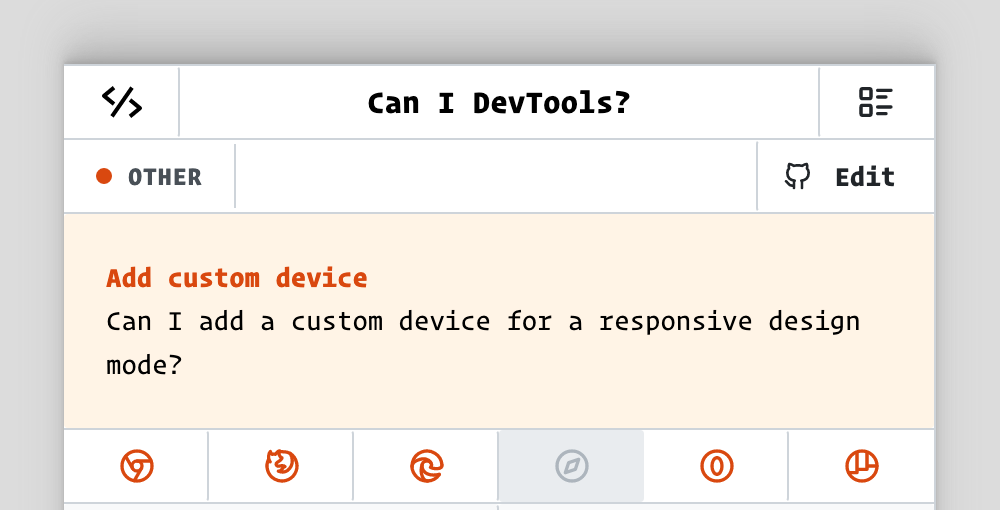 Can I DevTools?
OTHER
Edit
Add custom device
Can I add a custom device for a responsive design
mode?